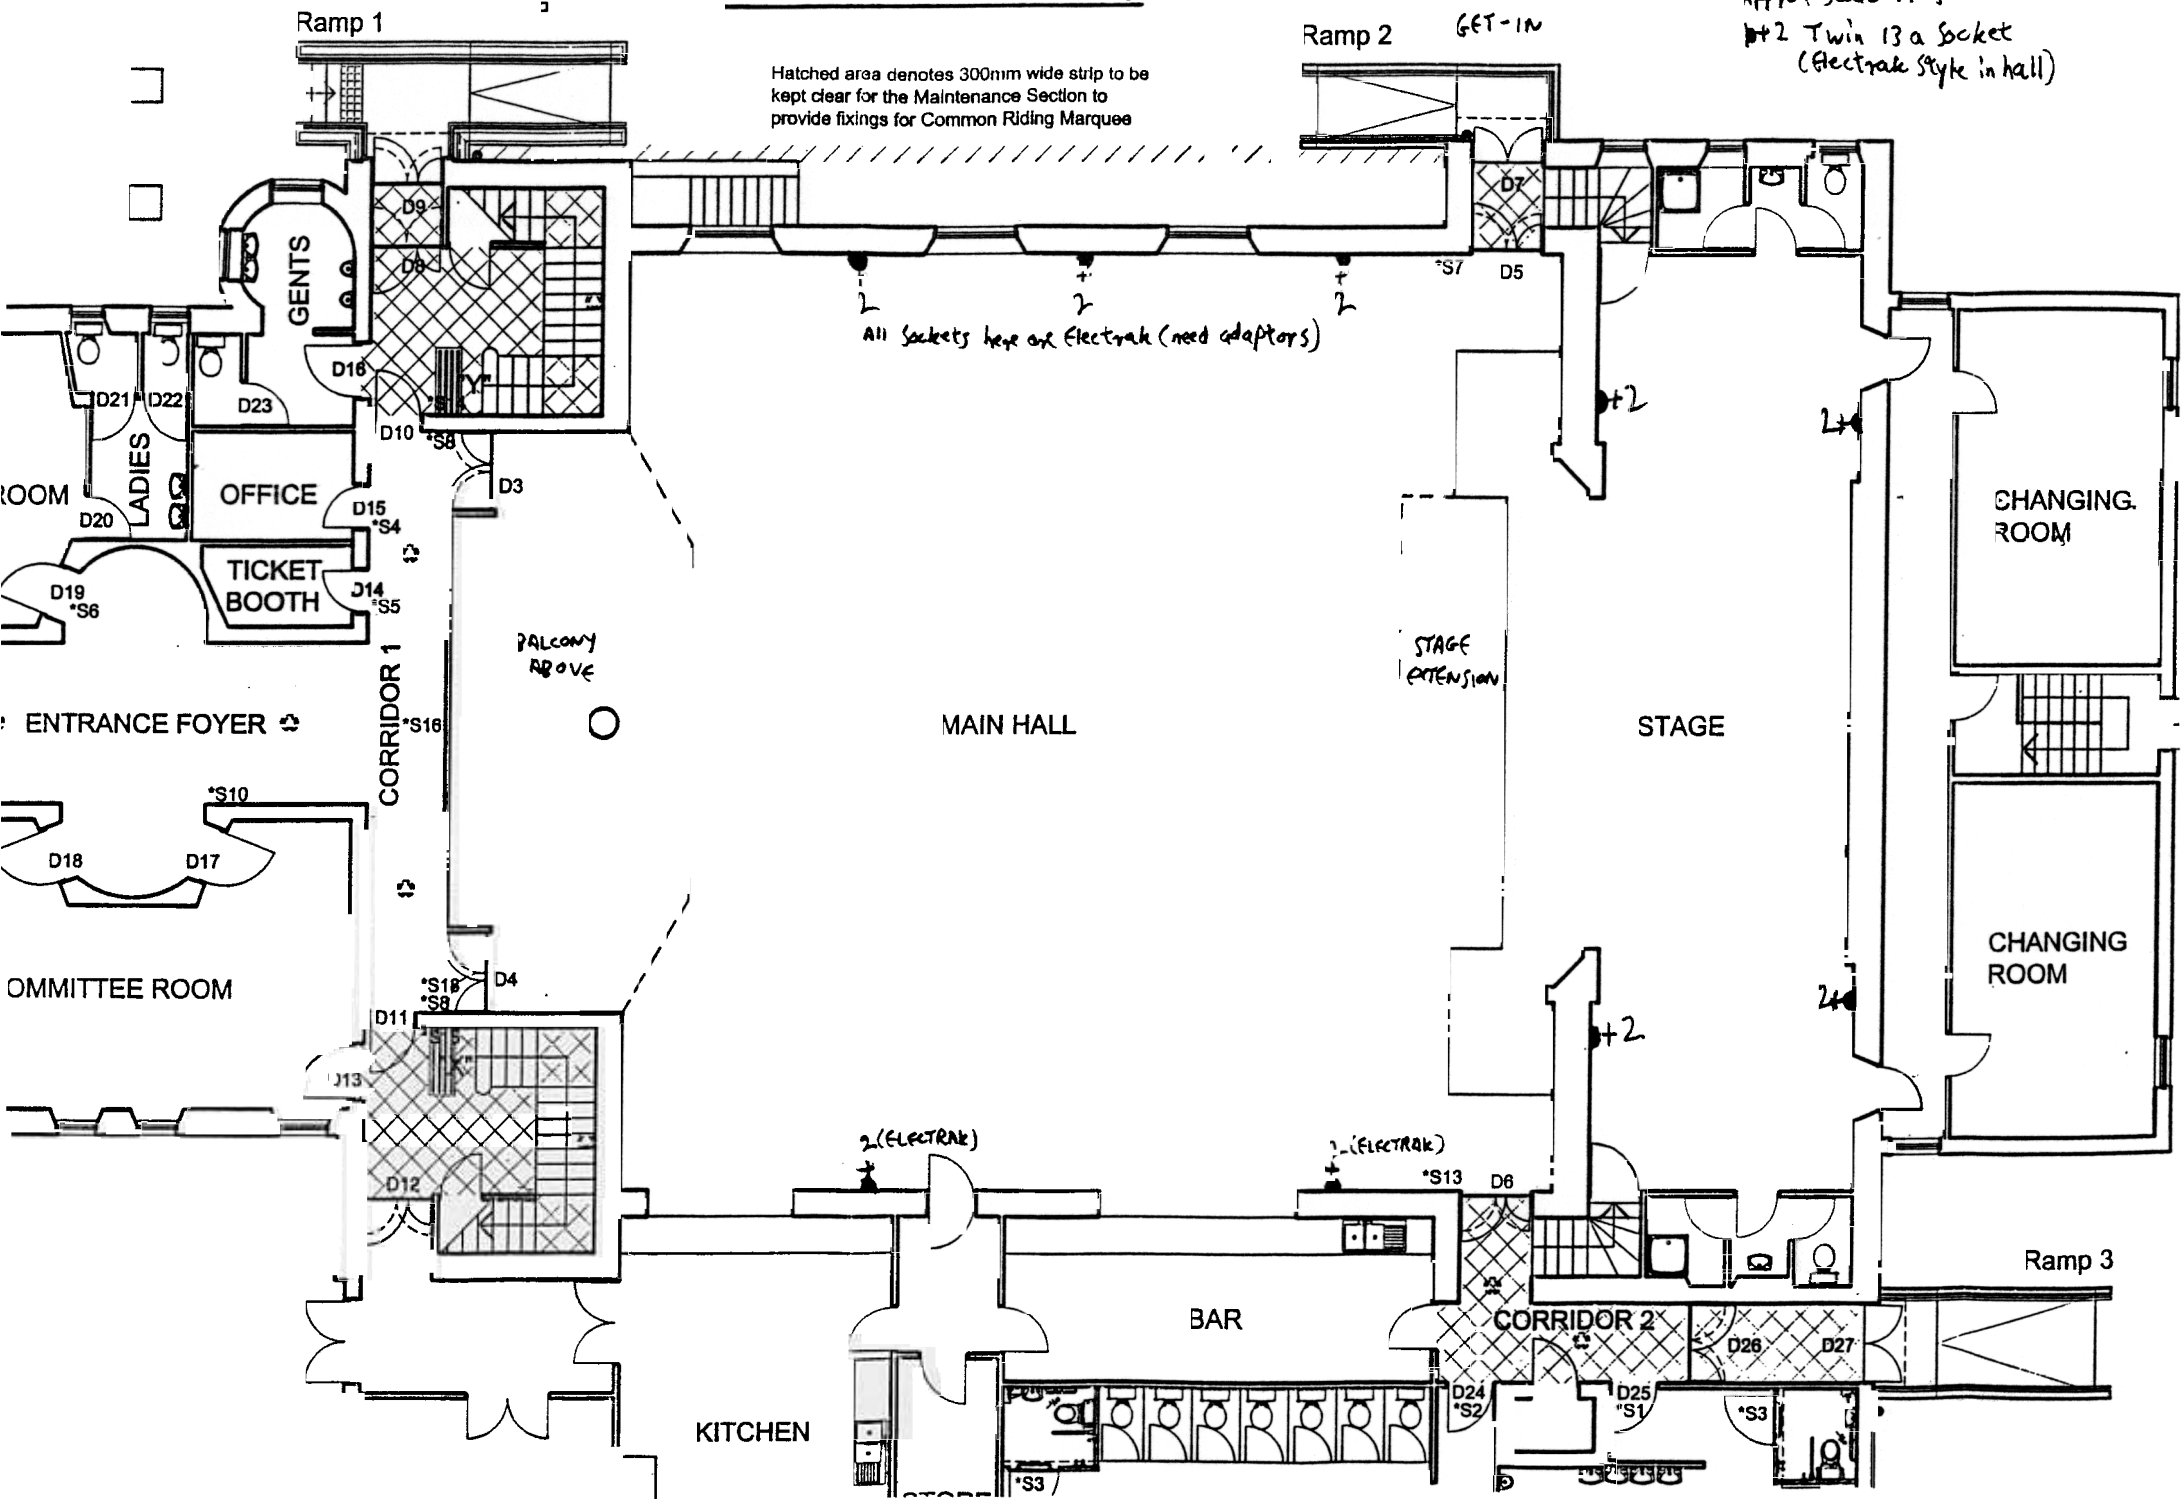 Ramp 1
Hatched area denotes 300mm wide strip to be
kept clear for the Maintenance Section to
provide fixings for Common Riding Marquee
Ramp 2
GET-IN
+2 Twin 13a Socket
(Electrak Style in hall)
D9
D8
GENTS
D7
D5
*S7
2
2
2
All Sockets here are Electrak (need adaptors)
D16
"Y"
D21
D22
D23
D10
*S8
D3
LADIES
OFFICE
D15
*S4
D20
ROOM
TICKET
BOOTH
D14
*S5
D19
*S6
+2
2+
CHANGING
ROOM
BALCONY
ABOVE
STAGE
EXTENSION
CORRIDOR 1
ENTRANCE FOYER
*S16
MAIN HALL
STAGE
*S10
D18
D17
OMMITTEE ROOM
*S18
*S8
D4
D11
D13
D12
2+
+2
CHANGING
ROOM
2 (ELECTRAK)
(ELECTRAK)
*S13
D6
Ramp 3
BAR
CORRIDOR 2
D26
D27
KITCHEN
D24
*S2
D25
*S1
*S3
*S3
STORE